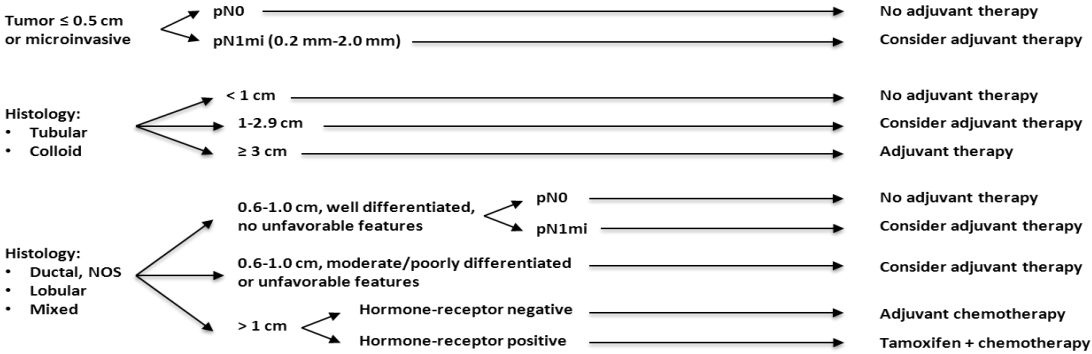 Tumor ≤ 0.5 cm
or microinvasive
pN0
No adjuvant therapy
pN1mi (0.2 mm-2.0 mm)
Consider adjuvant therapy
Histology:
• Tubular
• Colloid
< 1 cm
No adjuvant therapy
1-2.9 cm
Consider adjuvant therapy
≥ 3 cm
Adjuvant therapy
Histology:
• Ductal, NOS
• Lobular
• Mixed
0.6-1.0 cm, well differentiated,
no unfavorable features
pN0
No adjuvant therapy
pN1mi
Consider adjuvant therapy
0.6-1.0 cm, moderate/poorly differentiated
or unfavorable features
Consider adjuvant therapy
> 1 cm
Hormone-receptor negative
Adjuvant chemotherapy
Hormone-receptor positive
Tamoxifen + chemotherapy